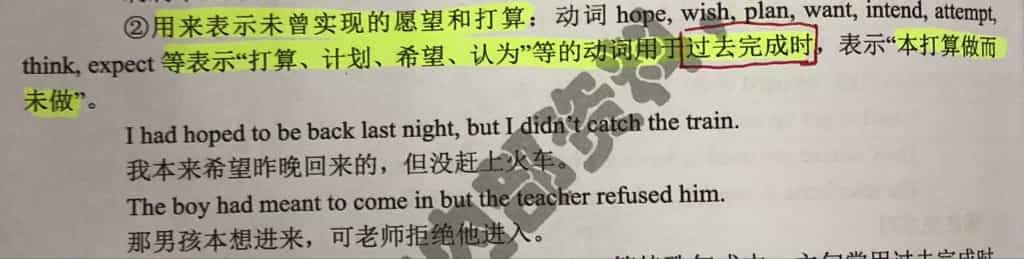 ②用来表示未曾实现的愿望和打算：动词 hope, wish, plan, want, intend, attempt,
think, expect 等表示“打算、计划、希望、认为”等的动词用于过去完成时，表示“本打算做而
未做”。
I had hoped to be back last night, but I didn't catch the train.
我本来希望昨晚回来的，但没赶上火车。
The boy had meant to come in but the teacher refused him.
那男孩本想进来，可老师拒绝他进入。
内部资料